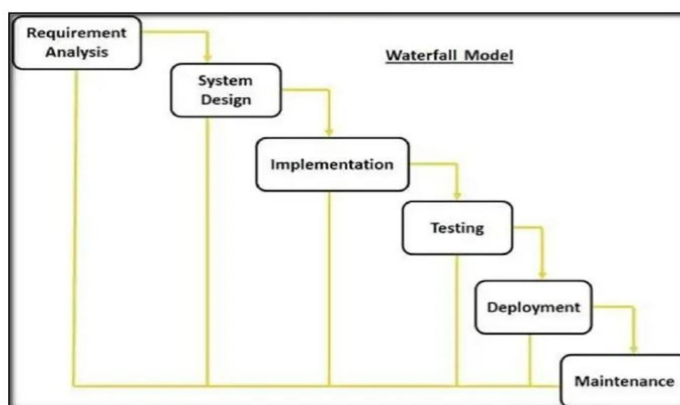 Requirement
Analysis
Waterfall Model
System
Design
Implementation
Testing
Deployment
Maintenance